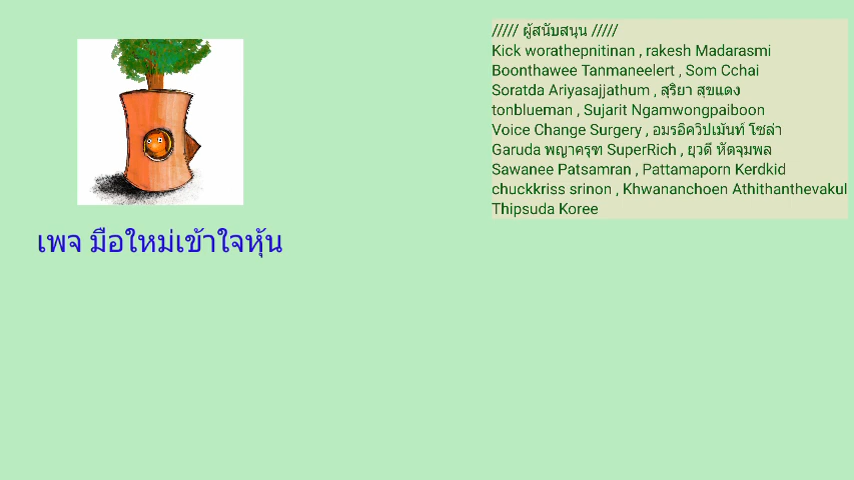 ///// ผู้สนับสนุน /////
Kick worathepnitinan , rakesh Madarasmi
Boonthawee Tanmaneelert , Som Cchai
Soratda Ariyasajjathum , สุริยา สุขแดง
tonblueman , Sujarit Ngamwongpaiboon
Voice Change Surgery , อมรอิควิปเม้นท์ โซล่า
Garuda พญาครุฑ SuperRich , ยุวดี หัตจุมพล
Sawanee Patsamran , Pattamaporn Kerdkid
chuckkriss srinon , Khwananchoen Athithanthevakul
Thipsuda Koree
เพจ มือใหม่เข้าใจหุ้น